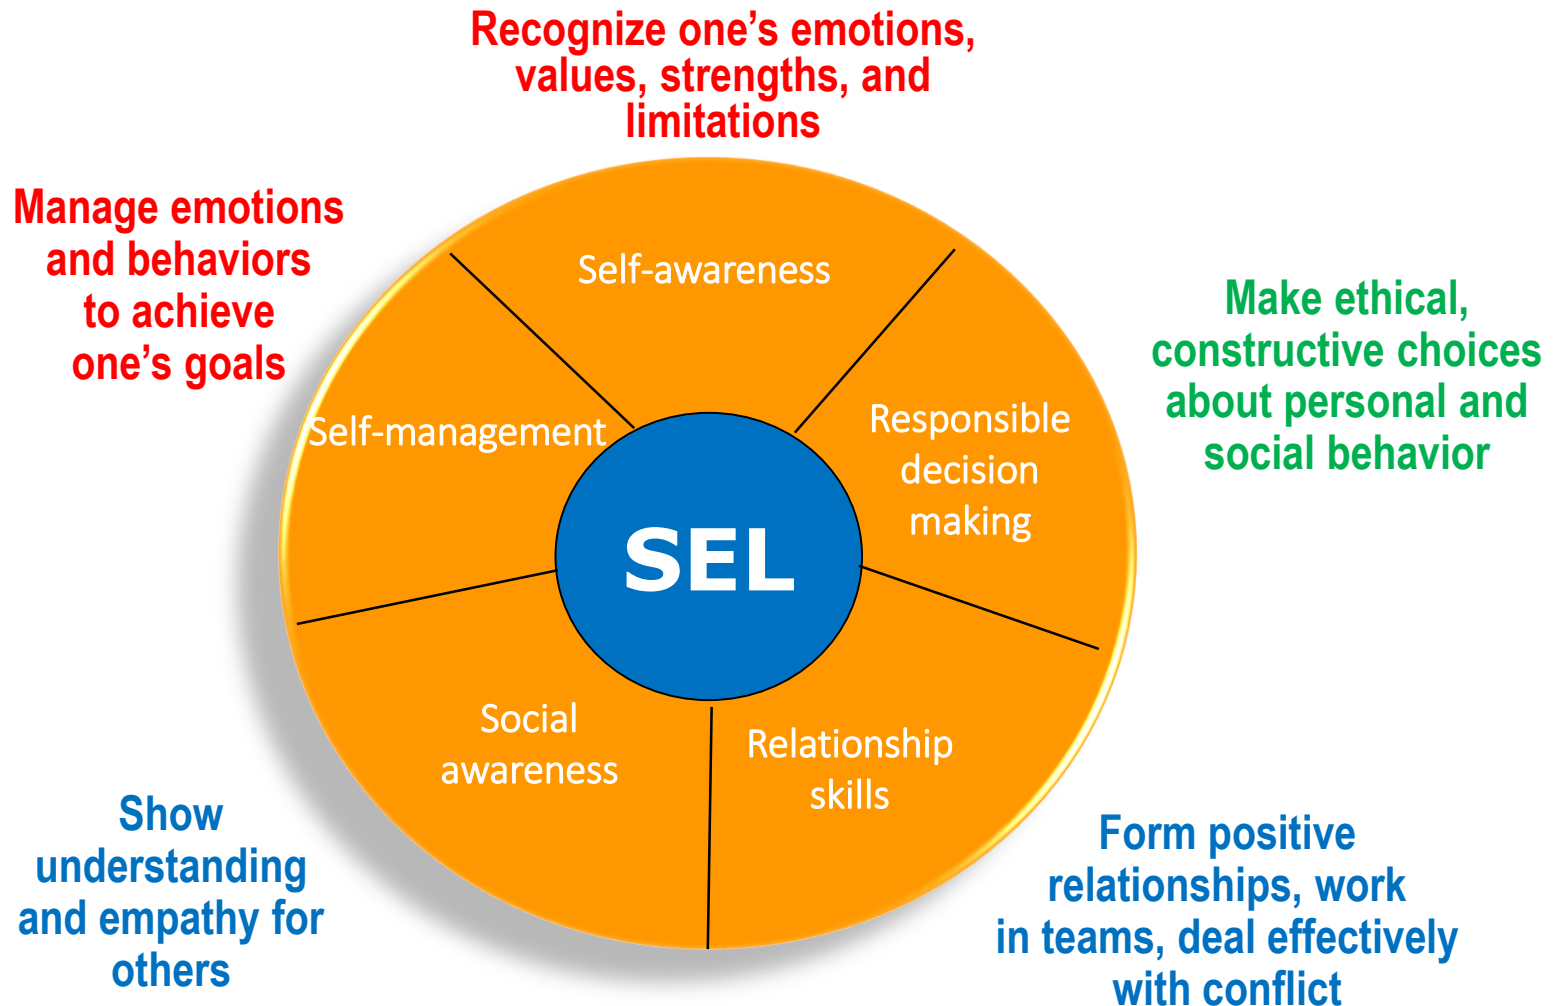 Recognize one’s emotions,
values, strengths, and
limitations
Manage emotions
and behaviors
to achieve
one’s goals
Self-awareness
Make ethical,
constructive choices
about personal and
social behavior
Self-management
Responsible
decision
making
SEL
Social
awareness
Relationship
skills
Show
understanding
and empathy for
others
Form positive
relationships, work
in teams, deal effectively
with conflict